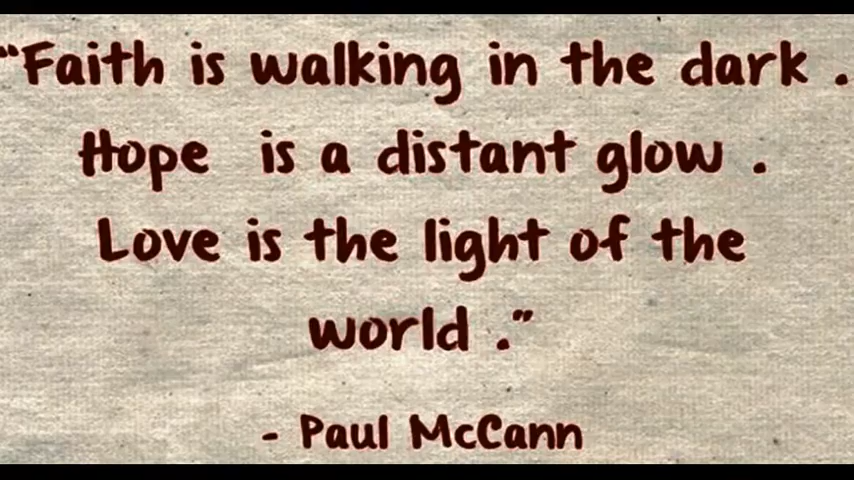 “Faith is walking in the dark .
Hope is a distant glow .
Love is the light of the
world .”
- Paul McCann